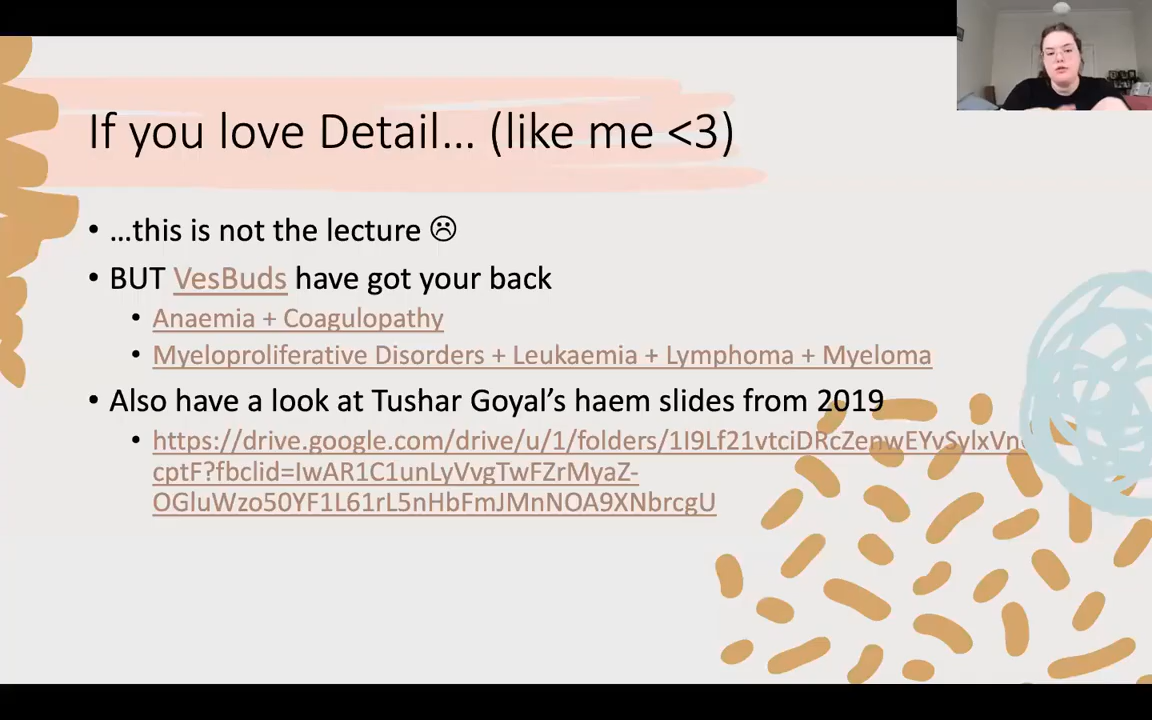 If you love Detail... (like me <3)
• ...this is not the lecture ☹
• BUT VesBuds have got your back
• Anaemia + Coagulopathy
• Myeloproliferative Disorders + Leukaemia + Lymphoma + Myeloma
• Also have a look at Tushar Goyal's haem slides from 2019
• https://drive.google.com/drive/u/1/folders/1I9Lf21vtciDRcZenwEYvSylxVn
cptF?fbclid=IwAR1C1unLyVvgTwFZrMyaZ-
OGluWzo50YF1L61rL5nHbFmJMnNOA9XNbrcgU